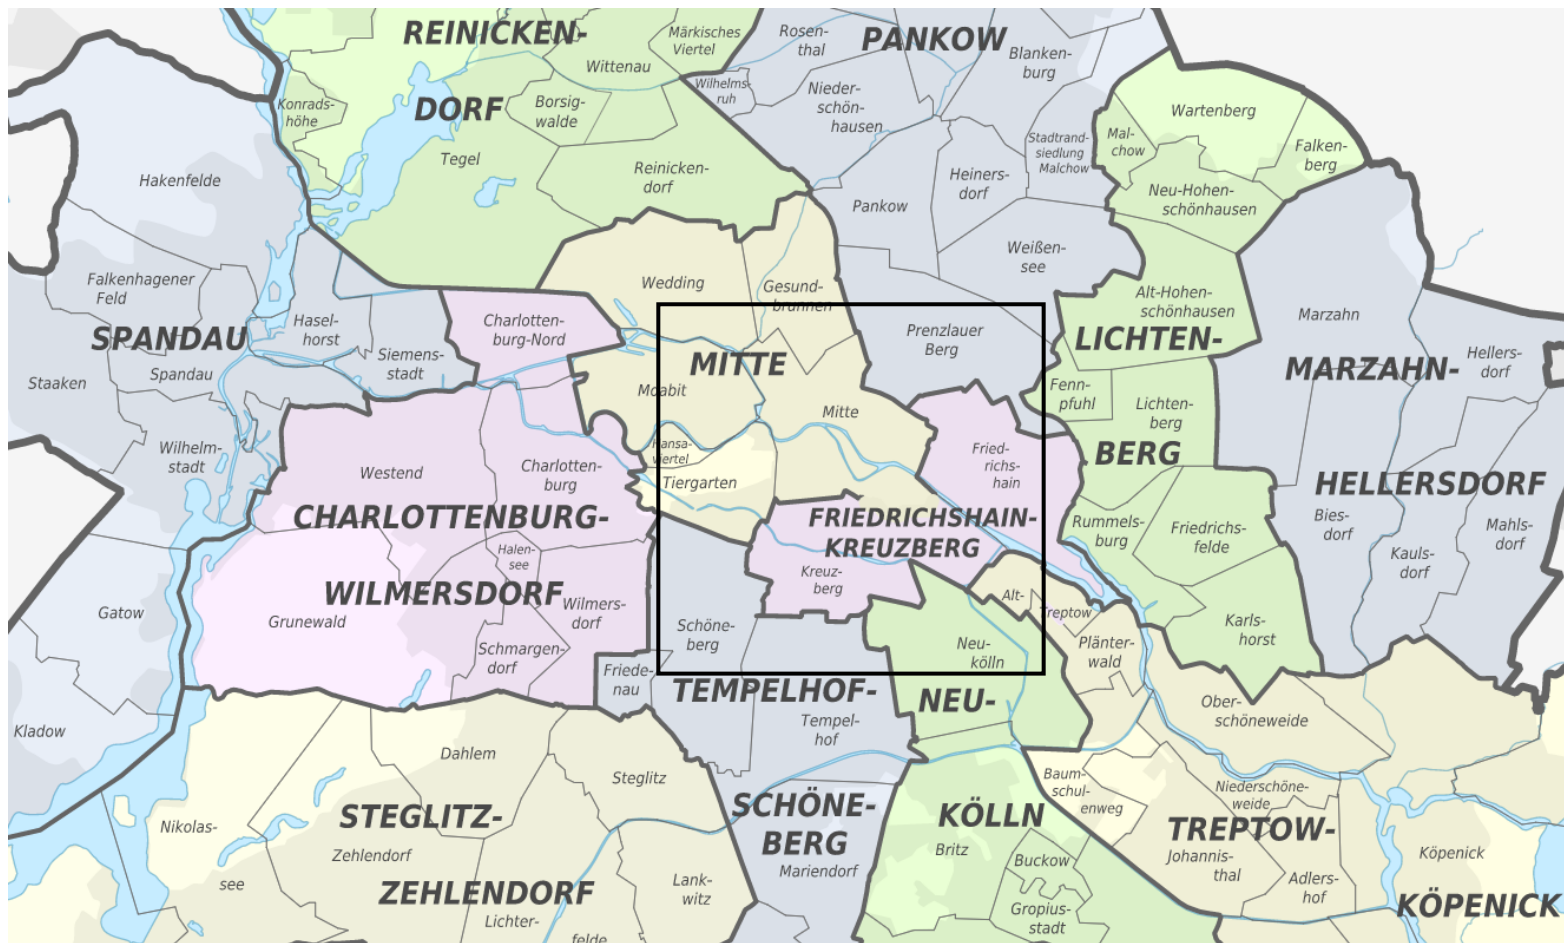 REINICKEN-
DORF
Märkisches
Viertel
Wittenau
Konrads-
höhe
Borsig-
walde
Tegel
Reinicken-
dorf
PANKOW
Rosen-
thal
Blanken-
burg
Wilhelms-
ruh
Nieder-
schön-
hausen
Stadtrand-
siedlung
Malchow
Heiners-
dorf
Pankow
Weißen-
see
Prenzlauer
Berg
Wartenberg
Mal-
chow
Falken-
berg
Neu-Hohen-
schönhausen
Alt-Hohen-
schönhausen
LICHTEN-
BERG
Fenn-
pfuhl
Lichten-
berg
Rummels-
burg
Friedrichs-
felde
Karls-
horst
MARZAHN-
HELLERSDORF
Marzahn
Hellers-
dorf
Bies-
dorf
Kauls-
dorf
Mahls-
dorf
Hakenfelde
Falkenhagener
Feld
SPANDAU
Hasel-
horst
Siemens-
stadt
Spandau
Staaken
Wilhelm-
stadt
Gatow
Kladow
Charlotten-
burg-Nord
Westend
Charlotten-
burg
CHARLOTTENBURG-
WILMERSDORF
Halen-
see
Grunewald
Wilmers-
dorf
Schmargen-
dorf
Wedding
Gesund-
brunnen
MITTE
Moabit
Mitte
Hansa-
viertel
Tiergarten
Fried-
richs-
hain
FRIEDRICHSHAIN-
KREUZBERG
Kreuz-
berg
Schöne-
berg
Friede-
nau
TEMPELHOF-
SCHÖNE-
BERG
Tempel-
hof
Mariendorf
Neu-
kölln
NEU-
KÖLLN
Britz
Buckow
Gropius-
stadt
Alt-
Treptow
Plänter-
wald
Baum-
schul-
enweg
Ober-
schöneweide
Niederschöne-
weide
TREPTOW-
KÖPENICK
Johannis-
thal
Adlers-
hof
Köpenick
Dahlem
Steglitz
STEGLITZ-
ZEHLENDORF
Nikolas-
see
Zehlendorf
Lichter-
felde
Lank-
witz